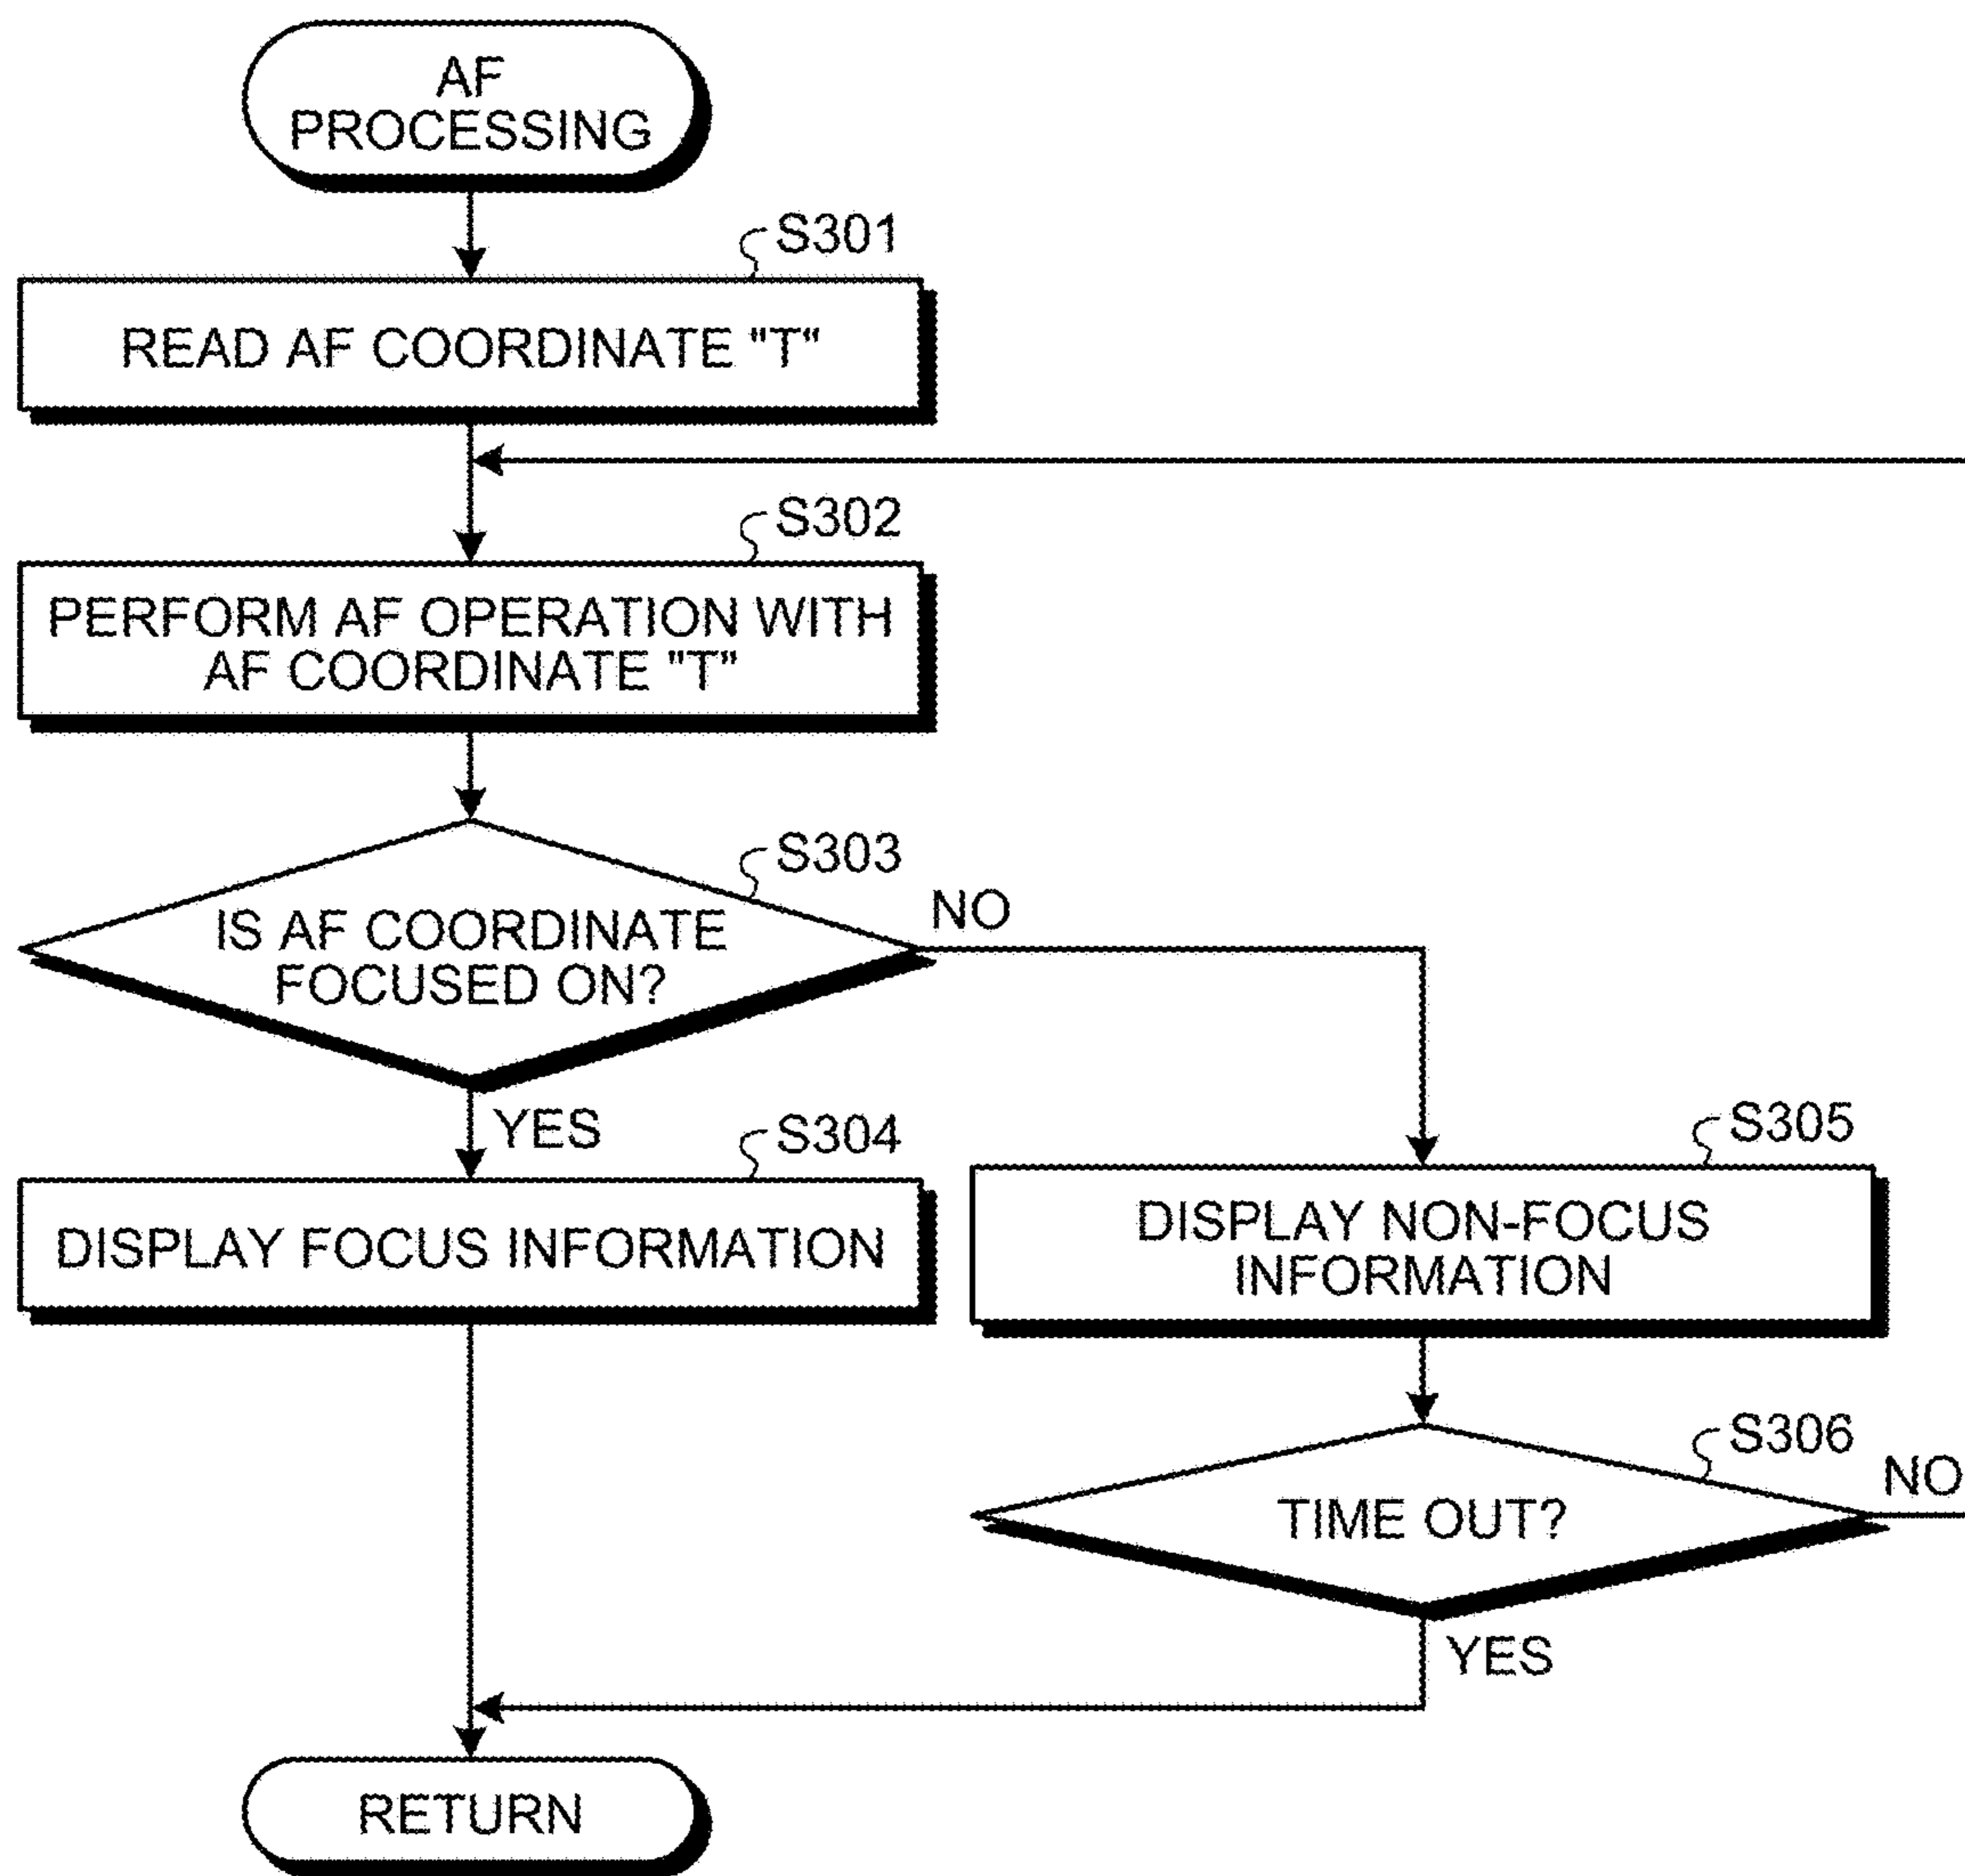 AF
PROCESSING
S301
READ AF COORDINATE "T"
S302
PERFORM AF OPERATION WITH
AF COORDINATE "T"
S303
IS AF COORDINATE
FOCUSED ON?
NO
YES
S304
DISPLAY FOCUS INFORMATION
S305
DISPLAY NON-FOCUS
INFORMATION
S306
TIME OUT?
NO
YES
RETURN